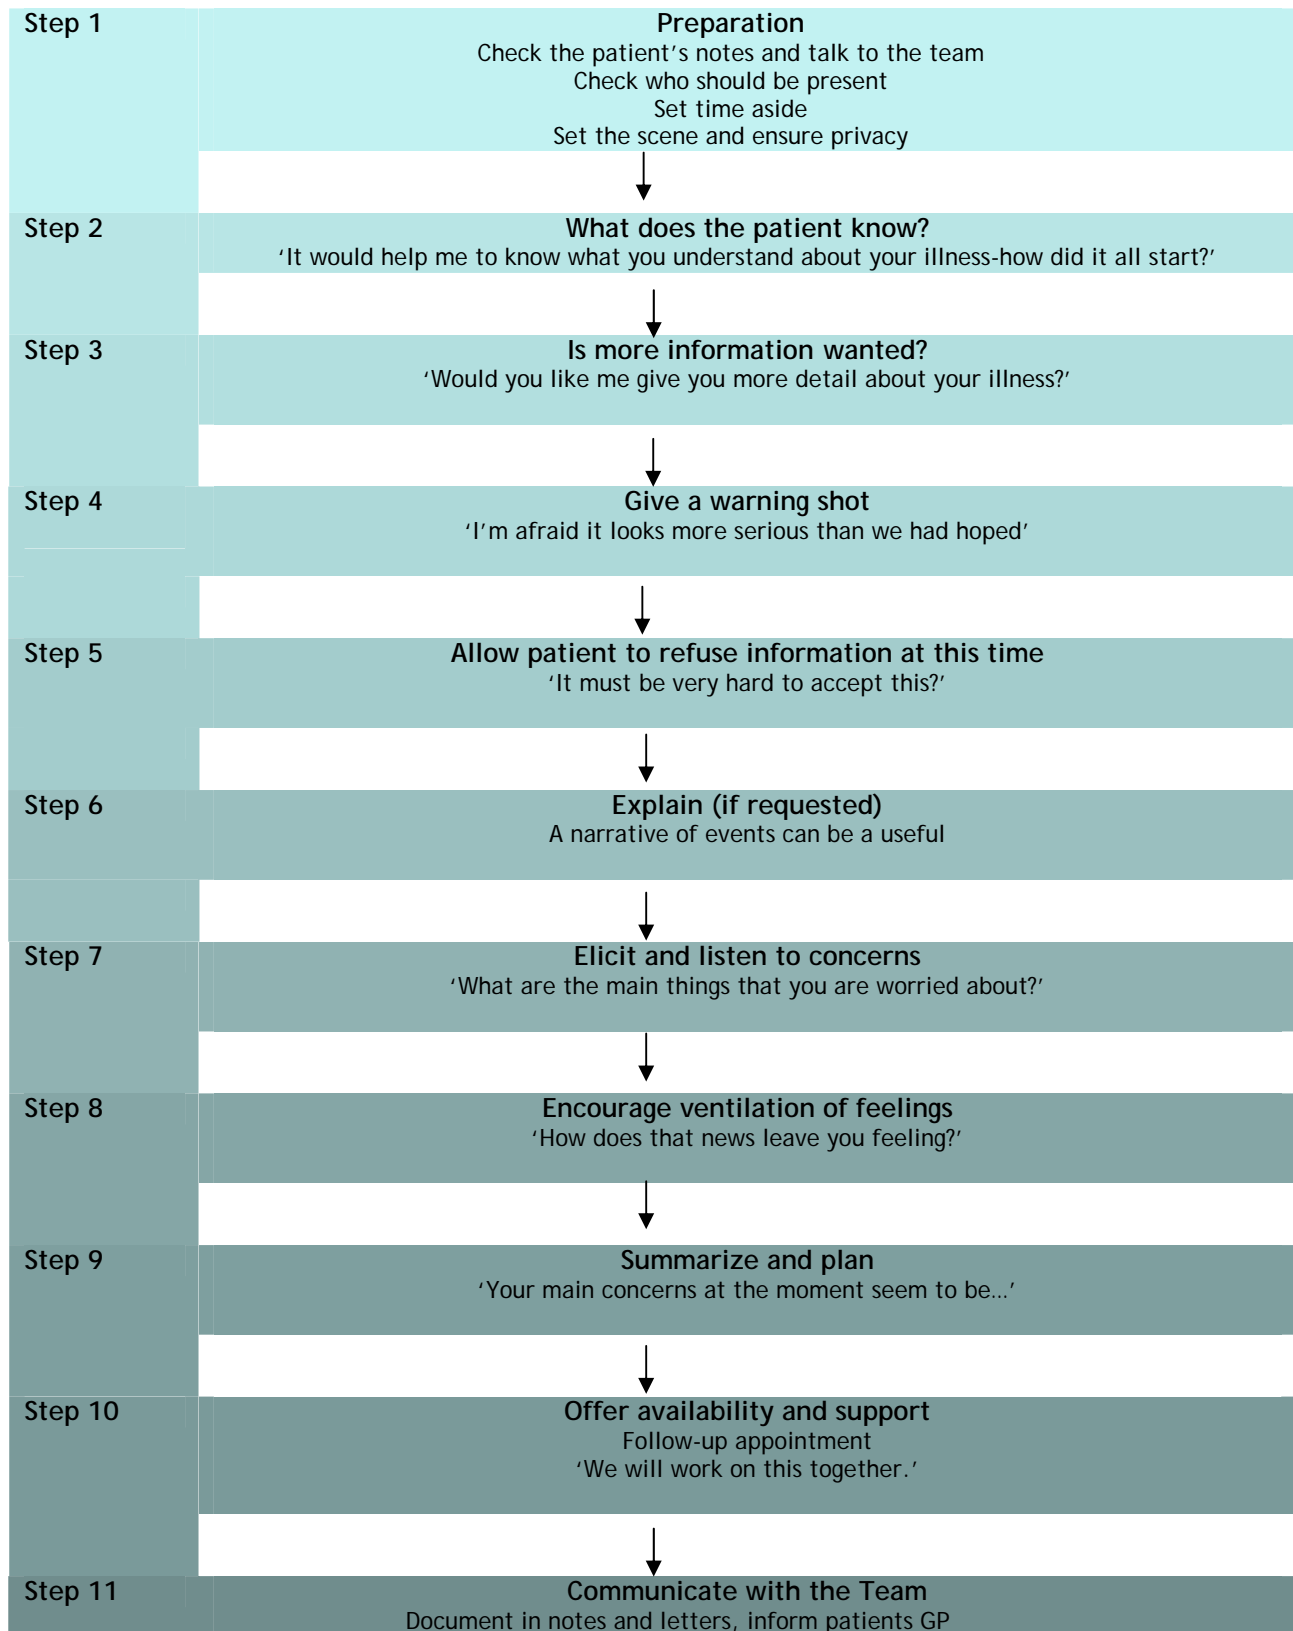 Step 1
Preparation
Check the patient's notes and talk to the team
Check who should be present
Set time aside
Set the scene and ensure privacy
Step 2
What does the patient know?
‘It would help me to know what you understand about your illness-how did it all start?’
Step 3
Is more information wanted?
‘Would you like me give you more detail about your illness?’
Step 4
Give a warning shot
‘I’m afraid it looks more serious than we had hoped’
Step 5
Allow patient to refuse information at this time
‘It must be very hard to accept this?’
Step 6
Explain (if requested)
A narrative of events can be a useful
Step 7
Elicit and listen to concerns
‘What are the main things that you are worried about?’
Step 8
Encourage ventilation of feelings
‘How does that news leave you feeling?’
Step 9
Summarize and plan
‘Your main concerns at the moment seem to be…’
Step 10
Offer availability and support
Follow-up appointment
‘We will work on this together.’
Step 11
Communicate with the Team
Document in notes and letters, inform patients GP